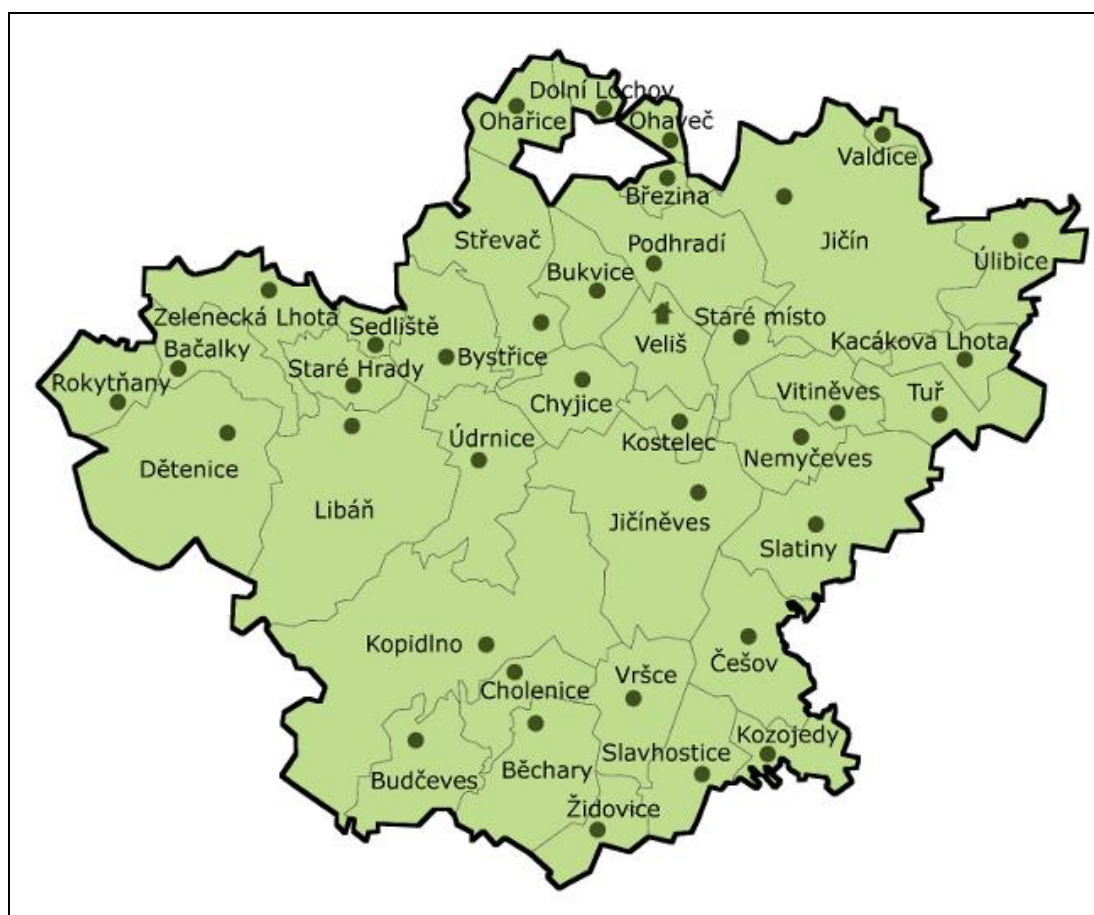 Dolní Lochov
Ohařice
Ohaveč
Valdice
Březina
Střevač
Podhradí
Jičín
Bukvice
Úlibice
Zelenecká Lhota
Sedliště
Staré místo
Veliš
Kacákova Lhota
Bačalky
Bystřice
Staré Hrady
Rokytňany
Vitiněves
Tuř
Chyjice
Údrnice
Kostelec
Nemyčeves
Dětenice
Libáň
Jičíněves
Slatiny
Kopidlno
Češov
Vršce
Cholenice
Kozojedy
Slavhostice
Běchary
Budčeves
Židovice